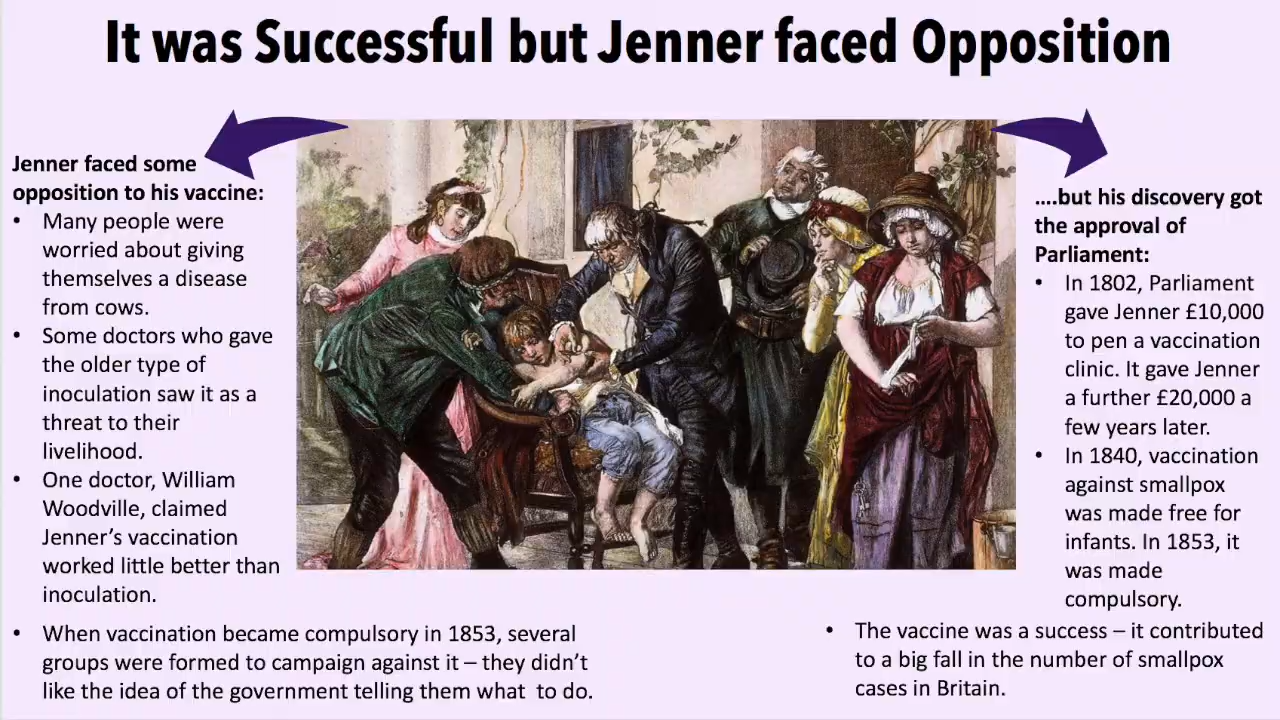 It was Successful but Jenner faced Opposition
Jenner faced some
opposition to his vaccine:
• Many people were
worried about giving
themselves a disease
from cows.
• Some doctors who gave
the older type of
inoculation saw it as a
threat to their
livelihood.
• One doctor, William
Woodville, claimed
Jenner’s vaccination
worked little better than
inoculation.
• When vaccination became compulsory in 1853, several
groups were formed to campaign against it – they didn’t
like the idea of the government telling them what to do.
....but his discovery got
the approval of
Parliament:
• In 1802, Parliament
gave Jenner £10,000
to pen a vaccination
clinic. It gave Jenner
a further £20,000 a
few years later.
• In 1840, vaccination
against smallpox
was made free for
infants. In 1853, it
was made
compulsory.
• The vaccine was a success – it contributed
to a big fall in the number of smallpox
cases in Britain.